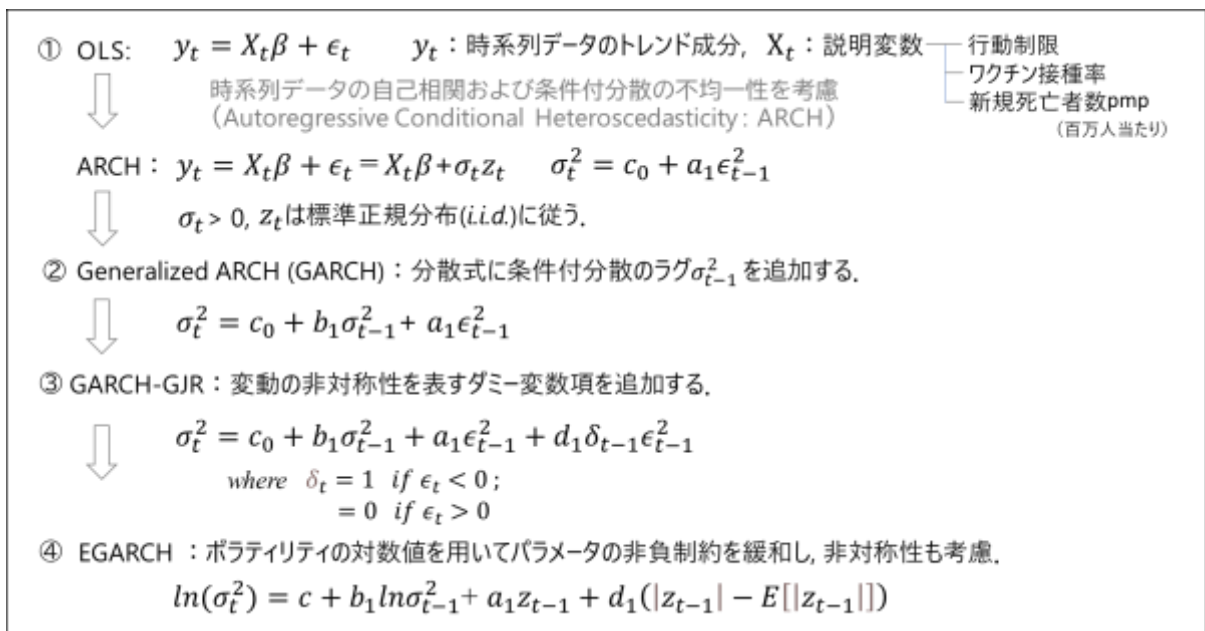 ① OLS: y_t = X_tβ + ϵ_t y_t：時系列データのトレンド成分, X_t：説明変数 行動制限
ワクチン接種率
新規死亡者数pmp
(百万人当たり)
時系列データの自己相関および条件付分散の不均一性を考慮
（Autoregressive Conditional Heteroscedasticity: ARCH）
ARCH： y_t = X_tβ + ϵ_t = X_tβ+σ_t z_t σ_t^2 = c_0 + a_1ϵ_{t−1}^2
σ_t > 0, z_tは標準正規分布(i.i.d.)に従う.
② Generalized ARCH (GARCH)：分散式に条件付分散のラグσ_{t−1}^2 を追加する.
σ_t^2 = c_0 + b_1σ_{t−1}^2 + a_1ϵ_{t−1}^2
③ GARCH-GJR：変動の非対称性を表すダミー変数項を追加する.
σ_t^2 = c_0 + b_1σ_{t−1}^2 + a_1ϵ_{t−1}^2 + d_1δ_{t−1}ϵ_{t−1}^2
where δ_t = 1 if ϵ_t < 0 ;
= 0 if ϵ_t > 0
④ EGARCH ：ボラティリティの対数値を用いてパラメータの非負制約を緩和し, 非対称性も考慮.
ln(σ_t^2) = c + b_1lnσ_{t−1}^2 + a_1z_{t−1} + d_1(|z_{t−1}| − E[|z_{t−1}|])